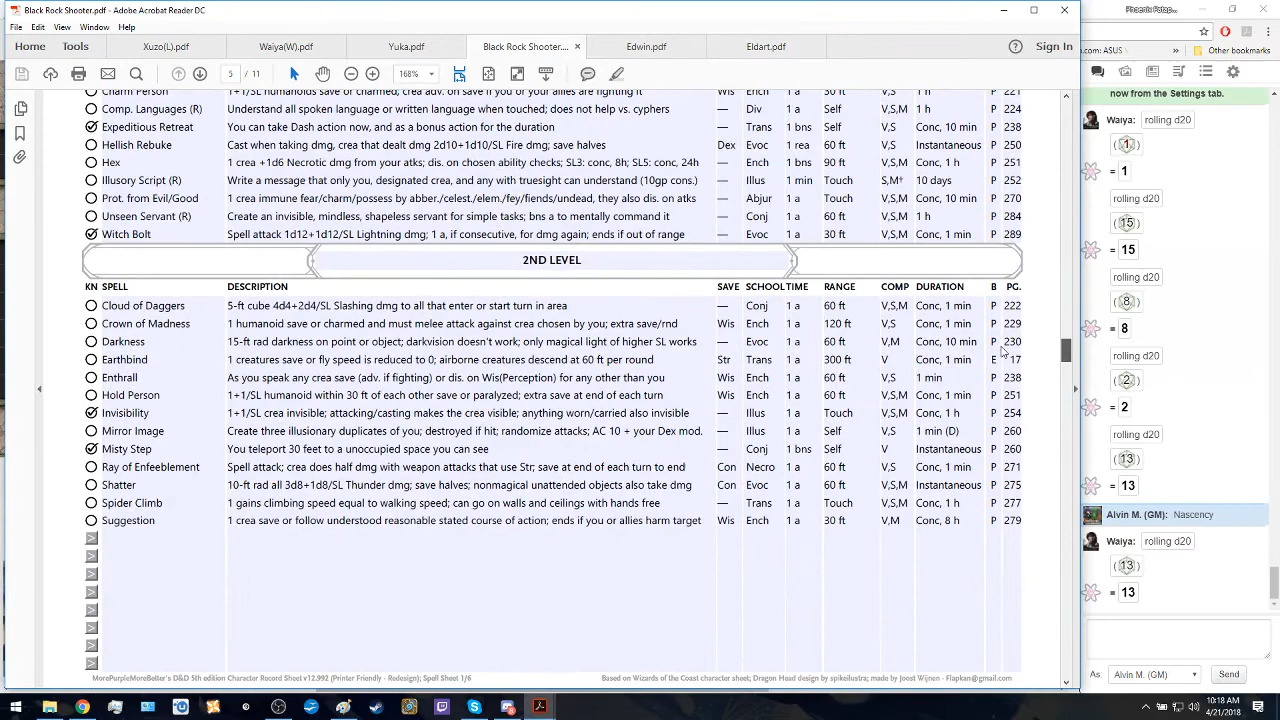 Black Rock Shooter.pdf - Adobe Acrobat Reader DC
File Edit View Window Help
Home Tools Xuzo(L).pdf Waiya(W).pdf Yuka.pdf Black Rock Shooter.... × Edwin.pdf Eldart.pdf Sign In
5 / 11 168%
Charm Person 1+1/SL humanoids save or charmed; crea adv. on save if you or your allies are fighting it Wis Ench 1 a 30 ft V,S 1 h P 221
Comp. Languages (R) Understand all spoken language or written language when touched; does not help vs. cyphers — Div 1 a Self V,S,M 1 h P 224
Expeditious Retreat You can take Dash action now, and as a bonus action for the duration — Trans 1 bns Self V,S Conc, 10 min P 238
Hellish Rebuke Cast when taking dmg, crea that dealt dmg 2d10+1d10/SL Fire dmg; save halves Dex Evoc 1 rea 60 ft V,S Instantaneous P 250
Hex 1 crea +1d6 Necrotic dmg from your atks; dis. on chosen ability checks; SL3: conc, 8h; SL5: conc, 24h — Ench 1 bns 90 ft V,S,M Conc, 1 h P 251
Illusory Script (R) Write a message that only you, designated crea, and any with truesight can understand (10gp cons.) — Illus 1 min Touch S,M† 10 days P 252
Prot. from Evil/Good 1 crea immune fear/charm/possess by abber./celest./elem./fey/fiends/undead, they also dis. on atks — Abjur 1 a Touch V,S,M Conc, 10 min P 270
Unseen Servant (R) Create an invisible, mindless, shapeless servant for simple tasks; bns a to mentally command it — Conj 1 a 60 ft V,S,M 1 h P 284
Witch Bolt Spell attack 1d12+1d12/SL Lightning dmg; 1 a, if consecutive, for dmg again; ends if out of range — Evoc 1 a 30 ft V,S,M Conc, 1 min P 289
2ND LEVEL
KN SPELL DESCRIPTION SAVE SCHOOL TIME RANGE COMP DURATION B PG.
Cloud of Daggers 5-ft cube 4d4+2d4/SL Slashing dmg to all that enter or start turn in area — Conj 1 a 60 ft V,S,M Conc, 1 min P 222
Crown of Madness 1 humanoid save or charmed and must melee attack against crea chosen by you; extra save/rnd Wis Ench 1 a 120 ft V,S Conc, 1 min P 229
Darkness 15-ft rad darkness on point or object, darkvision doesn't work; only magical light of higher SL works — Evoc 1 a 60 ft V,M Conc, 10 min P 230
Earthbind 1 creatures save or fly speed is reduced to 0; airborne creatures descend at 60 ft per round Str Trans 1 a 300 ft V Conc, 1 min E 17
Enthrall As you speak any crea save (adv. if fighting) or dis. on Wis(Perception) for any other than you Wis Ench 1 a 60 ft V,S 1 min P 238
Hold Person 1+1/SL humanoid within 30 ft of each other save or paralyzed; extra save at end of each turn Wis Ench 1 a 60 ft V,S,M Conc, 1 min P 251
Invisibility 1+1/SL crea invisible; attacking/casting makes the crea visible; anything worn/carried also invisible — Illus 1 a Touch V,S,M Conc, 1 h P 254
Mirror Image Create three illusionary duplicates of you; destroyed if hit; randomize attacks; AC 10 + your Dex mod. — Illus 1 a Self V,S 1 min (D) P 260
Misty Step You teleport 30 feet to a unoccupied space you can see — Conj 1 bns Self V Instantaneous P 260
Ray of Enfeeblement Spell attack; crea does half dmg with weapon attacks that use Str; save at end of each turn to end Con Necro 1 a 60 ft V,S Conc, 1 min P 271
Shatter 10-ft rad all 3d8+1d8/SL Thunder dmg; save halves; nonmagical unattended objects also take dmg Con Evoc 1 a 60 ft V,S,M Instantaneous P 275
Spider Climb 1 gains climbing speed equal to walking speed; can go on walls and ceilings with hands free — Trans 1 a Touch V,S,M Conc, 1 h P 277
Suggestion 1 crea save or follow understood reasonable stated course of action; ends if you or allies harm target Wis Ench 1 a 30 ft V,M Conc, 8 h P 279
MorePurpleMoreBetter's D&D 5th edition Character Record Sheet v12.992 (Printer Friendly - Redesign); Spell Sheet 1/6 Based on Wizards of the Coast character sheet; Dragon Head design by spikeilustra; made by Joost Wijnen - Flapkan@gmail.com
.com: ASUS Other bookmarks
now from the Settings tab.
Waiya: rolling d20
(1)
= 1
rolling d20
(15)
= 15
rolling d20
(8)
= 8
rolling d20
(2)
= 2
rolling d20
(13)
= 13
Alvin M. (GM): Nascency
Waiya: rolling d20
(13)
= 13
As: Alvin M. (GM) Send
10:18 AM
4/21/2018